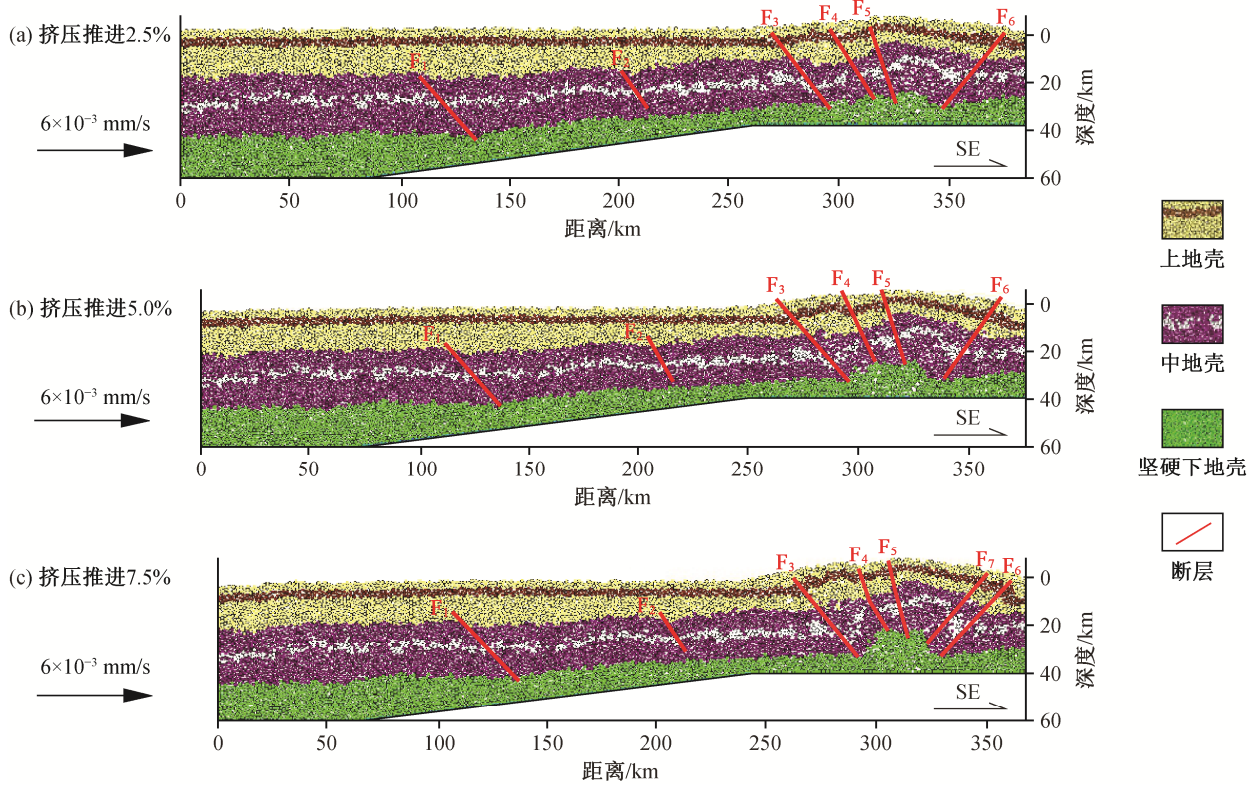 (a) 挤压推进2.5%
F₃ F₄ F₅ F₆
F₁ F₂
6×10⁻³ mm/s
SE
0
20
40
60
深度/km
0 50 100 150 200 250 300 350
距离/km
(b) 挤压推进5.0%
F₃ F₄ F₅ F₆
F₁ F₂
6×10⁻³ mm/s
SE
0
20
40
60
深度/km
0 50 100 150 200 250 300 350
距离/km
(c) 挤压推进7.5%
F₃ F₄ F₅ F₇ F₆
F₁ F₂
6×10⁻³ mm/s
SE
0
20
40
60
深度/km
0 50 100 150 200 250 300 350
距离/km
上地壳
中地壳
坚硬下地壳
断层